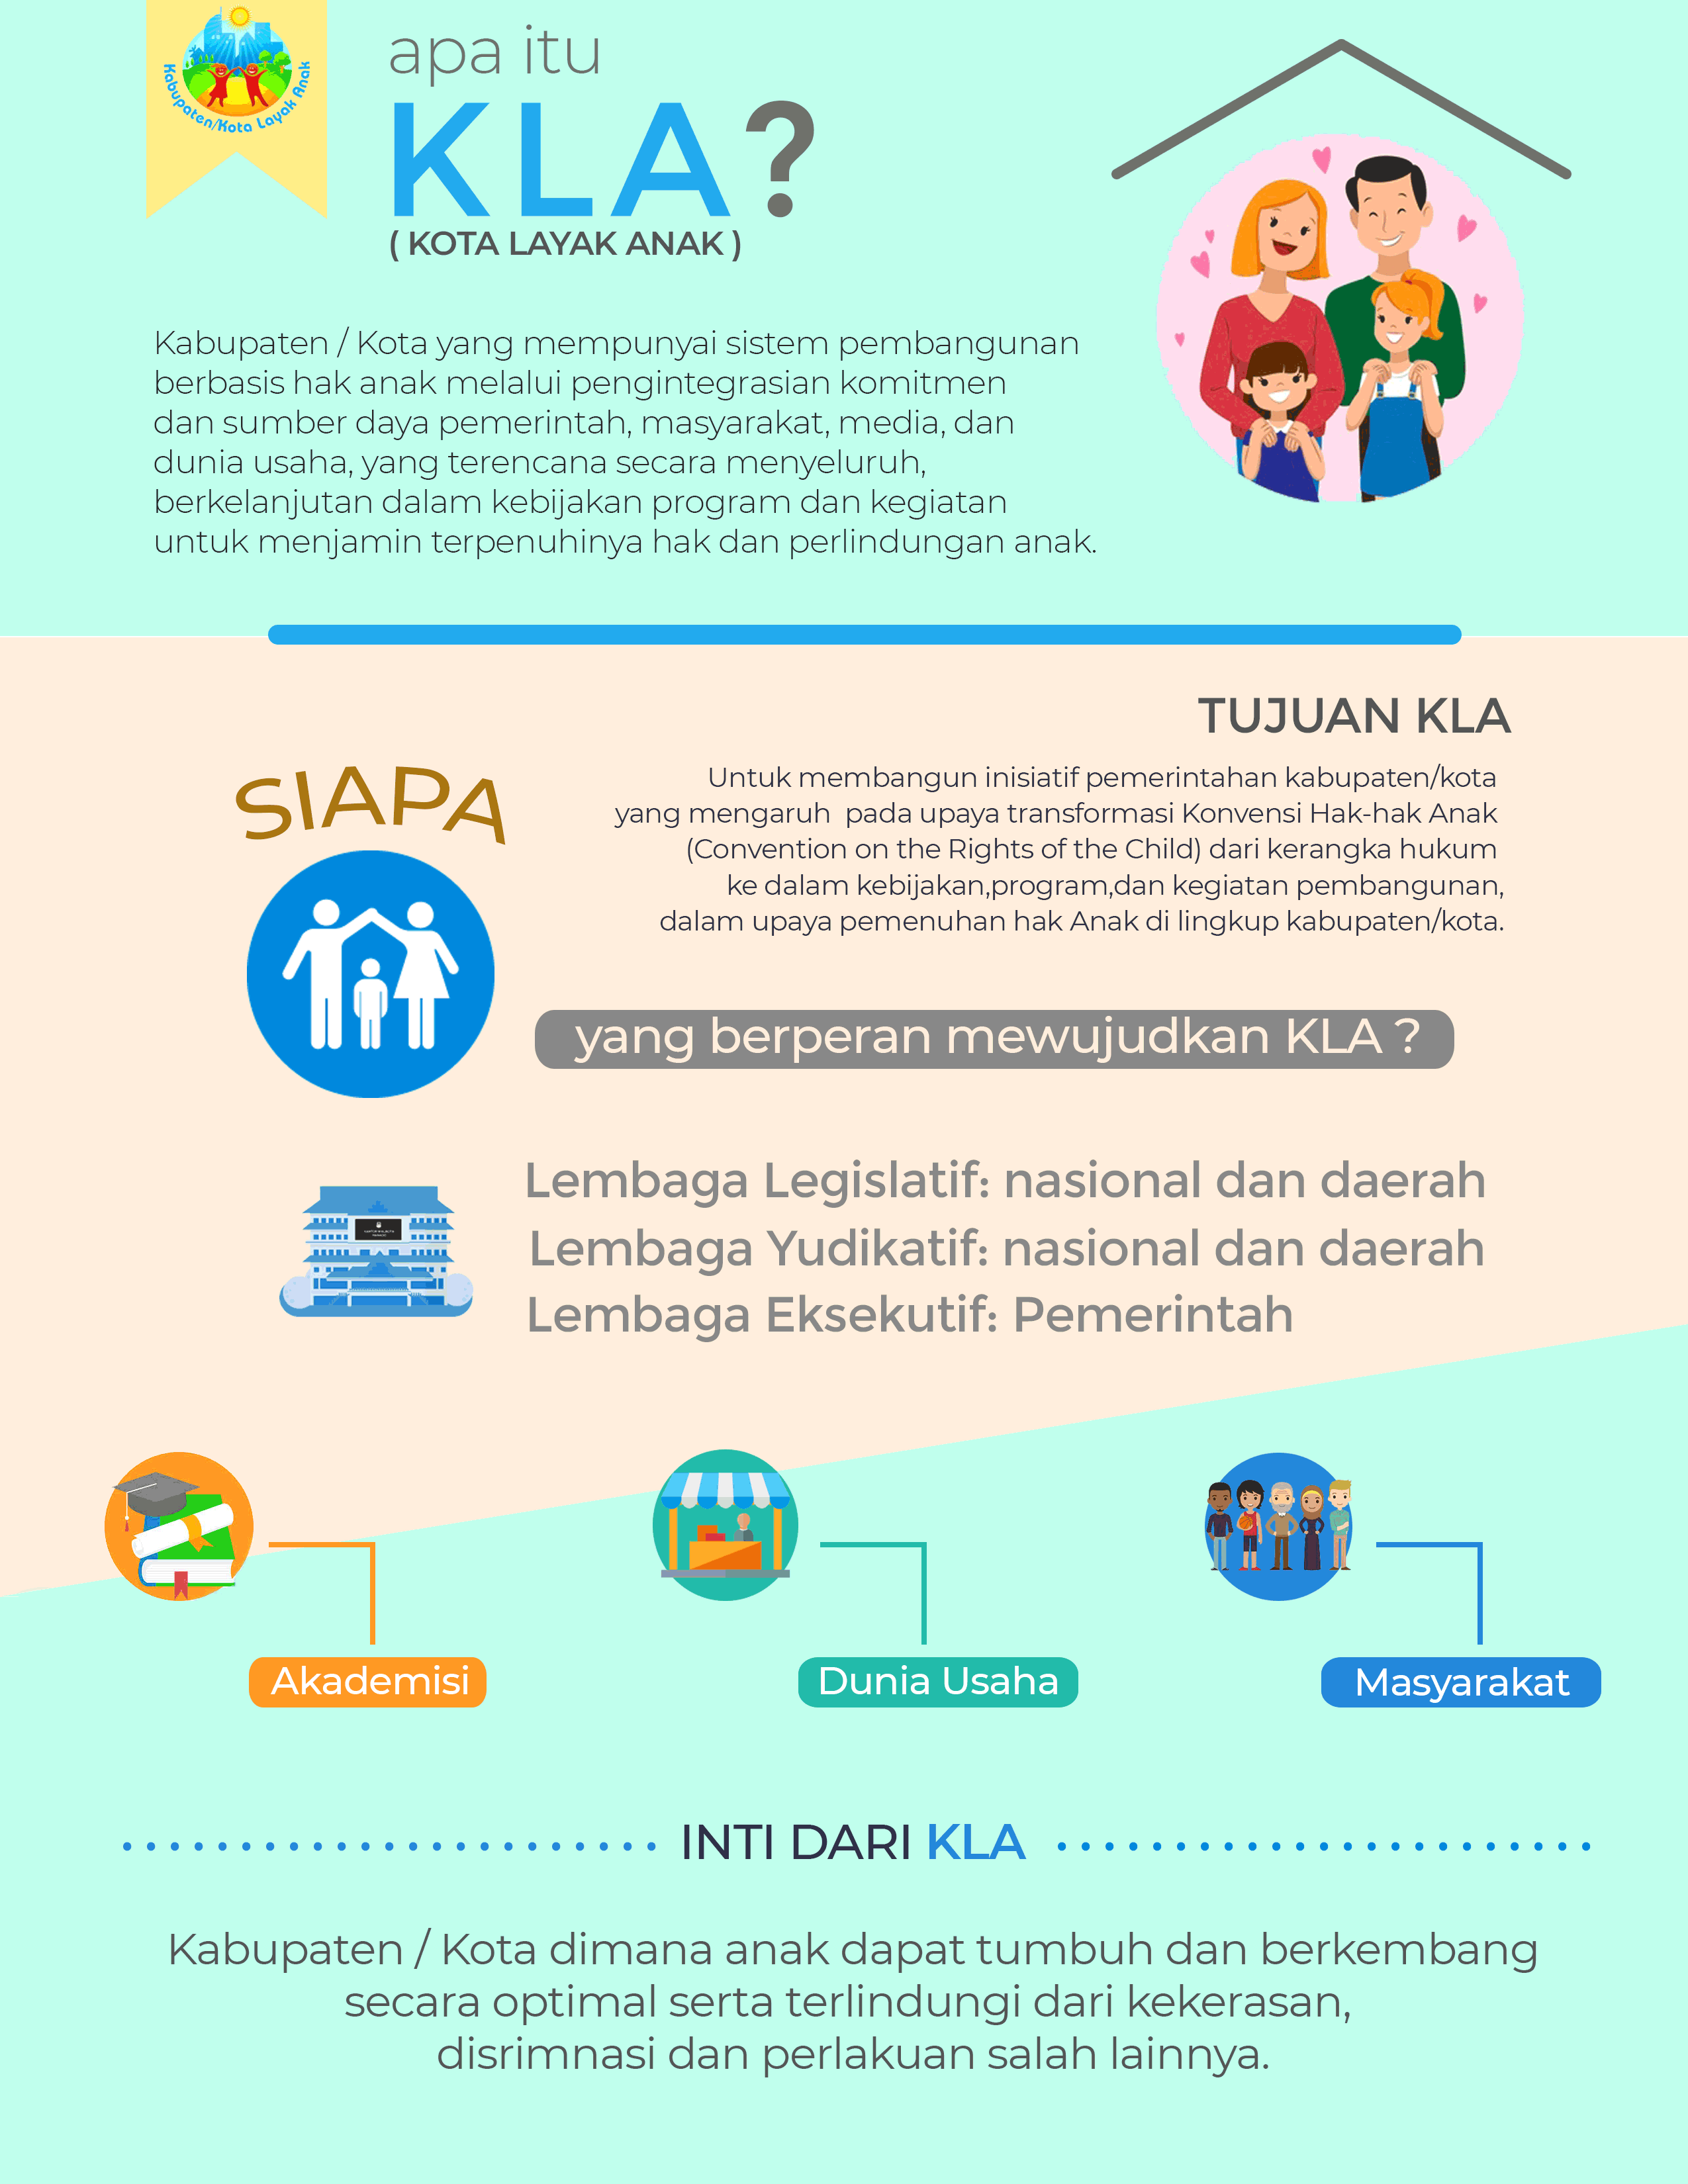 Kabupaten/Kota Layak Anak
apa itu
KLA?
( KOTA LAYAK ANAK )
Kabupaten / Kota yang mempunyai sistem pembangunan
berbasis hak anak melalui pengintegrasian komitmen
dan sumber daya pemerintah, masyarakat, media, dan
dunia usaha, yang terencana secara menyeluruh,
berkelanjutan dalam kebijakan program dan kegiatan
untuk menjamin terpenuhinya hak dan perlindungan anak.
TUJUAN KLA
Untuk membangun inisiatif pemerintahan kabupaten/kota
yang mengaruh pada upaya transformasi Konvensi Hak-hak Anak
(Convention on the Rights of the Child) dari kerangka hukum
ke dalam kebijakan,program,dan kegiatan pembangunan,
dalam upaya pemenuhan hak Anak di lingkup kabupaten/kota.
SIAPA
yang berperan mewujudkan KLA ?
Lembaga Legislatif: nasional dan daerah
Lembaga Yudikatif: nasional dan daerah
Lembaga Eksekutif: Pemerintah
Akademisi
Dunia Usaha
Masyarakat
INTI DARI KLA
Kabupaten / Kota dimana anak dapat tumbuh dan berkembang
secara optimal serta terlindungi dari kekerasan,
disrimnasi dan perlakuan salah lainnya.